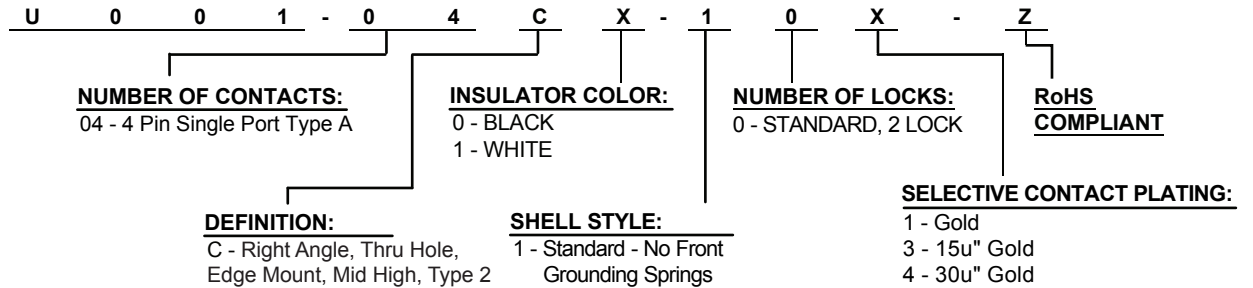 U 0 0 1 - 0 4 C X - 1 0 X - Z
NUMBER OF CONTACTS:
04 - 4 Pin Single Port Type A
INSULATOR COLOR:
0 - BLACK
1 - WHITE
NUMBER OF LOCKS:
0 - STANDARD, 2 LOCK
RoHS
COMPLIANT
DEFINITION:
C - Right Angle, Thru Hole,
Edge Mount, Mid High, Type 2
SHELL STYLE:
1 - Standard - No Front
Grounding Springs
SELECTIVE CONTACT PLATING:
1 - Gold
3 - 15u" Gold
4 - 30u" Gold